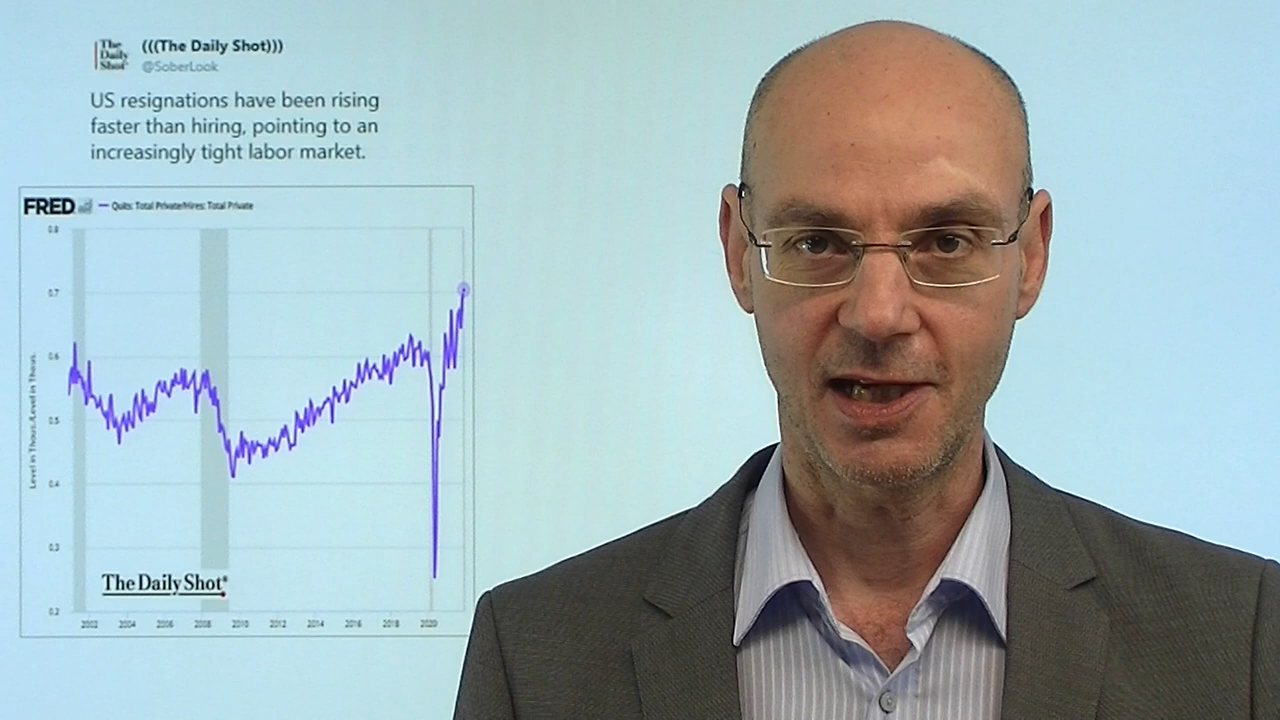 The
Daily
Shot
(((The Daily Shot)))
@SoberLook
US resignations have been rising
faster than hiring, pointing to an
increasingly tight labor market.
FRED
Quits: Total Private/Hires: Total Private
0.8
0.7
0.6
0.5
0.4
0.3
0.2
Level in Thous./Level in Thous.
The Daily Shot
2002 2004 2006 2008 2010 2012 2014 2016 2018 2020